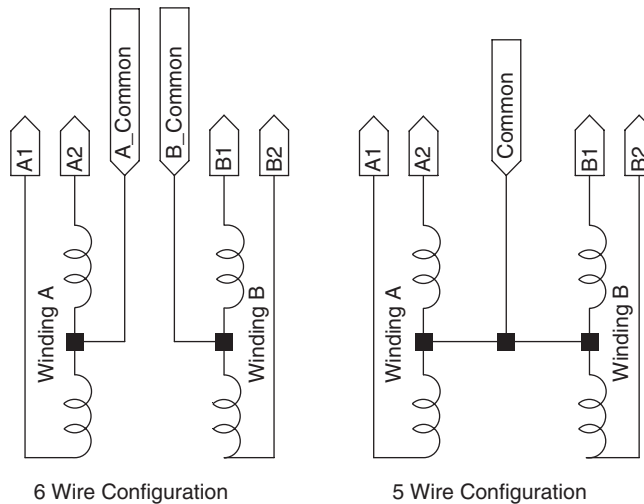 A1
A2
A_Common
B_Common
B1
B2
Winding A
Winding B
6 Wire Configuration
A1
A2
Common
B1
B2
Winding A
Winding B
5 Wire Configuration